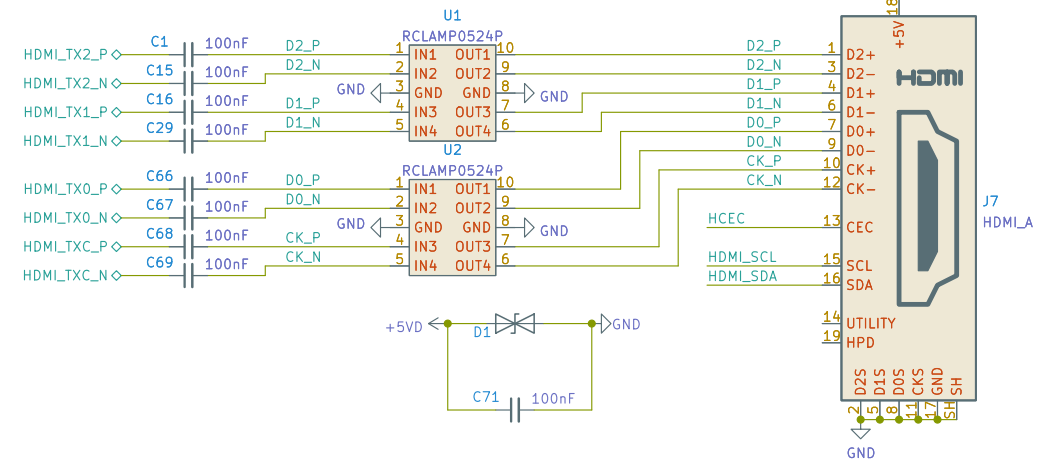 18
+5V
U1
RCLAMP0524P
HDMI_TX2_P C1 100nF D2_P 1 IN1 OUT1 10 D2_P 1 D2+
HDMI_TX2_N C15 100nF D2_N 2 IN2 OUT2 9 D2_N 3 D2-
HDMI
GND 3 GND GND 8 GND D1_P 4 D1+
HDMI_TX1_P C16 100nF D1_P 4 IN3 OUT3 7 D1_N 6 D1-
HDMI_TX1_N C29 100nF D1_N 5 IN4 OUT4 6 D0_P 7 D0+
U2 D0_N 9 D0-
RCLAMP0524P CK_P 10 CK+
HDMI_TX0_P C66 100nF D0_P 1 IN1 OUT1 10 CK_N 12 CK-
HDMI_TX0_N C67 100nF D0_N 2 IN2 OUT2 9
J7
HDMI_A
GND 3 GND GND 8 GND HCEC 13 CEC
HDMI_TXC_P C68 100nF CK_P 4 IN3 OUT3 7
HDMI_TXC_N C69 100nF CK_N 5 IN4 OUT4 6 HDMI_SCL 15 SCL
HDMI_SDA 16 SDA
+5VD D1 GND 14 UTILITY
19 HPD
C71 100nF
D2S D1S D0S CKS GND SH
2 5 8 11 17 SH
GND